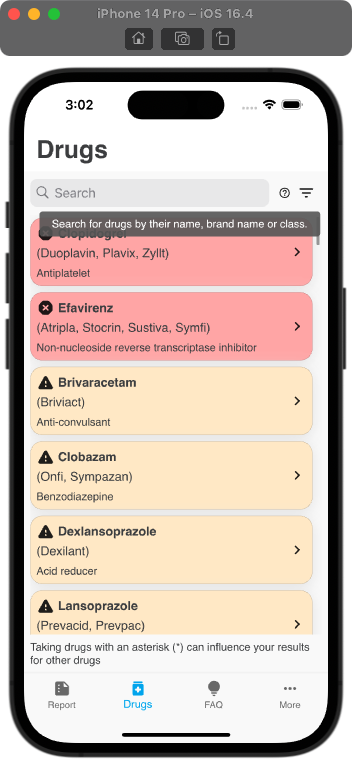 iPhone 14 Pro – iOS 16.4
3:02
Drugs
Search
Search for drugs by their name, brand name or class.
Clopidogrel
(Duoplavin, Plavix, Zyllt)
Antiplatelet
Efavirenz
(Atripla, Stocrin, Sustiva, Symfi)
Non-nucleoside reverse transcriptase inhibitor
Brivaracetam
(Briviact)
Anti-convulsant
Clobazam
(Onfi, Sympazan)
Benzodiazepine
Dexlansoprazole
(Dexilant)
Acid reducer
Lansoprazole
(Prevacid, Prevpac)
Taking drugs with an asterisk (*) can influence your results
for other drugs
Report
Drugs
FAQ
More